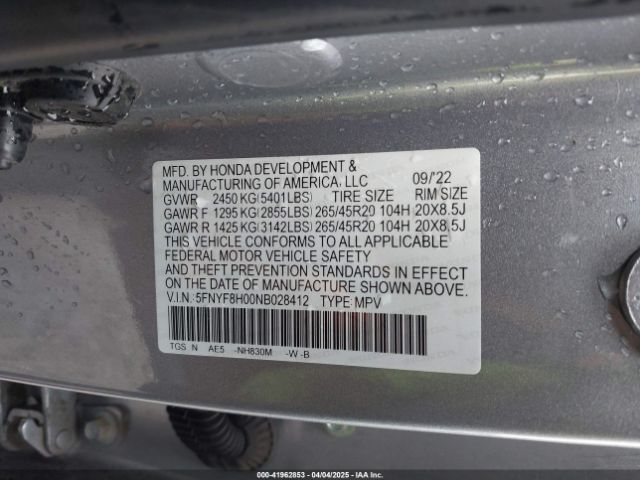 MFD. BY HONDA DEVELOPMENT &
MANUFACTURING OF AMERICA, LLC 09/'22
GVWR 2450 KG (5401LBS) TIRE SIZE RIM SIZE
GAWR F 1295 KG (2855LBS) 265/45R20 104H 20X8.5J
GAWR R 1425 KG (3142LBS) 265/45R20 104H 20X8.5J
THIS VEHICLE CONFORMS TO ALL APPLICABLE
FEDERAL MOTOR VEHICLE SAFETY
AND THEFT PREVENTION STANDARDS IN EFFECT
ON THE DATE OF MANUFACTURE SHOWN ABOVE.
V.I.N.: 5FNYF8H00NB028412 TYPE: MPV
TGS N AE5 -NH830M -W -B
000-41962853 - 04/04/2025 - IAAI.com